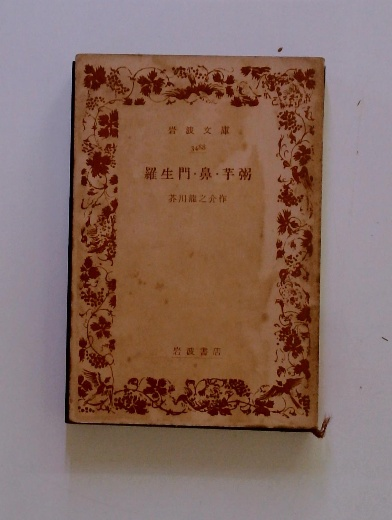 岩波文庫
羅生門・鼻・芋粥
芥川龍之介作
岩波書店